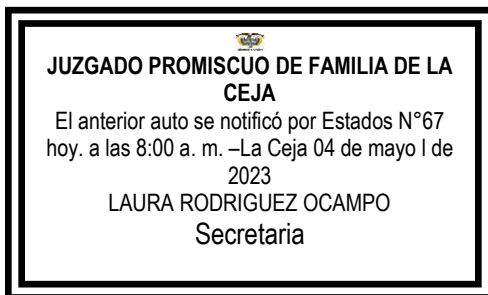 JUZGADO PROMISCUO DE FAMILIA DE LA
CEJA
El anterior auto se notificó por Estados N°67
hoy. a las 8:00 a. m. –La Ceja 04 de mayo l de
2023
LAURA RODRIGUEZ OCAMPO
Secretaria